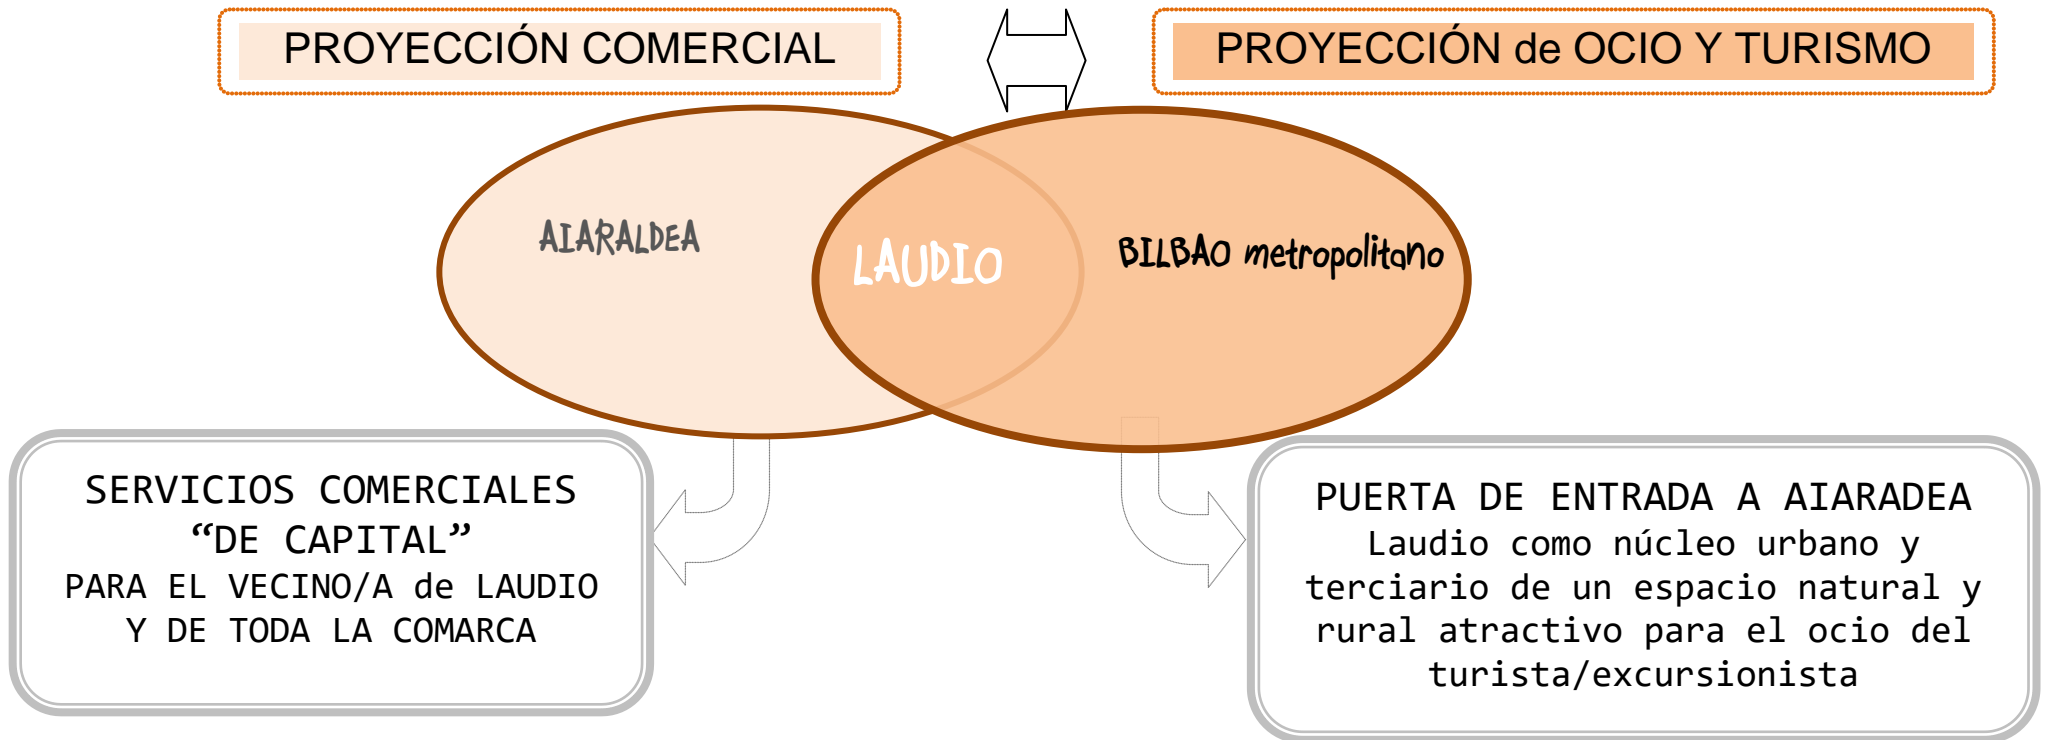 PROYECCIÓN COMERCIAL
PROYECCIÓN de OCIO Y TURISMO
AIARALDEA
LAUDIO
BILBAO metropolitano
SERVICIOS COMERCIALES
“DE CAPITAL”
PARA EL VECINO/A de LAUDIO
Y DE TODA LA COMARCA
PUERTA DE ENTRADA A AIARADEA
Laudio como núcleo urbano y
terciario de un espacio natural y
rural atractivo para el ocio del
turista/excursionista